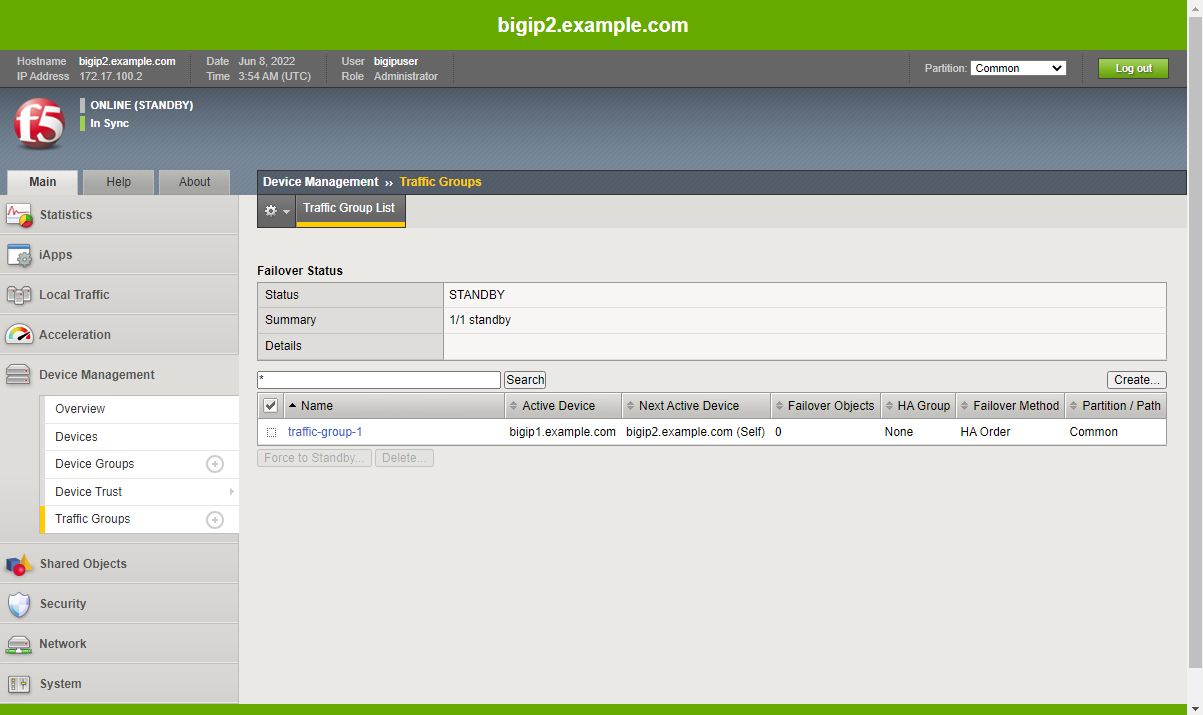 bigip2.example.com
Hostname bigip2.example.com Date Jun 8, 2022 User bigipuser
IP Address 172.17.100.2 Time 3:54 AM (UTC) Role Administrator
Partition: Common Log out
f5
ONLINE (STANDBY)
In Sync
Main Help About
Statistics
iApps
Local Traffic
Acceleration
Device Management
Overview
Devices
Device Groups
Device Trust
Traffic Groups
Shared Objects
Security
Network
System
Device Management ›› Traffic Groups
Traffic Group List
Failover Status
Status STANDBY
Summary 1/1 standby
Details
* Search Create...
Name Active Device Next Active Device Failover Objects HA Group Failover Method Partition / Path
traffic-group-1 bigip1.example.com bigip2.example.com (Self) 0 None HA Order Common
Force to Standby... Delete...